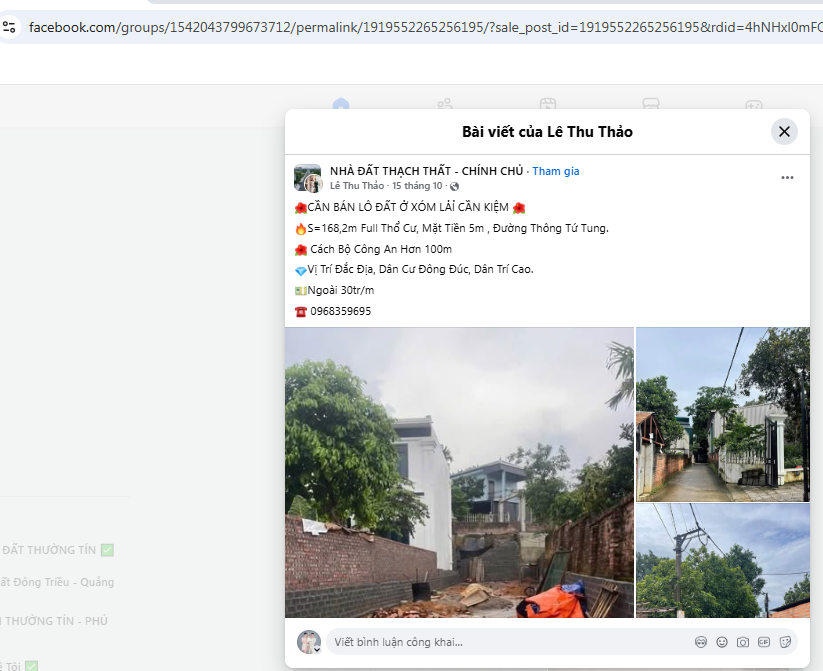 facebook.com/groups/1542043799673712/permalink/1919552265256195/?sale_post_id=1919552265256195&rdid=4hNHxl0mFC
Bài viết của Lê Thu Thảo
NHÀ ĐẤT THẠCH THẤT - CHÍNH CHỦ · Tham gia
Lê Thu Thảo · 15 tháng 10 ·
🌺CẦN BÁN LÔ ĐẤT Ở XÓM LẢI CẦN KIỆM 🌺
🔥S=168,2m Full Thổ Cư, Mặt Tiền 5m , Đường Thông Tứ Tung.
🌺 Cách Bộ Công An Hơn 100m
💎Vị Trí Đắc Địa, Dân Cư Đông Đúc, Dân Trí Cao.
💵Ngoài 30tr/m
☎️ 0968359695
ĐẤT THƯỜNG TÍN ✅
ất Đông Triều - Quảng
THƯỜNG TÍN - PHÚ
Tôi ✅
Viết bình luận công khai...
GIF